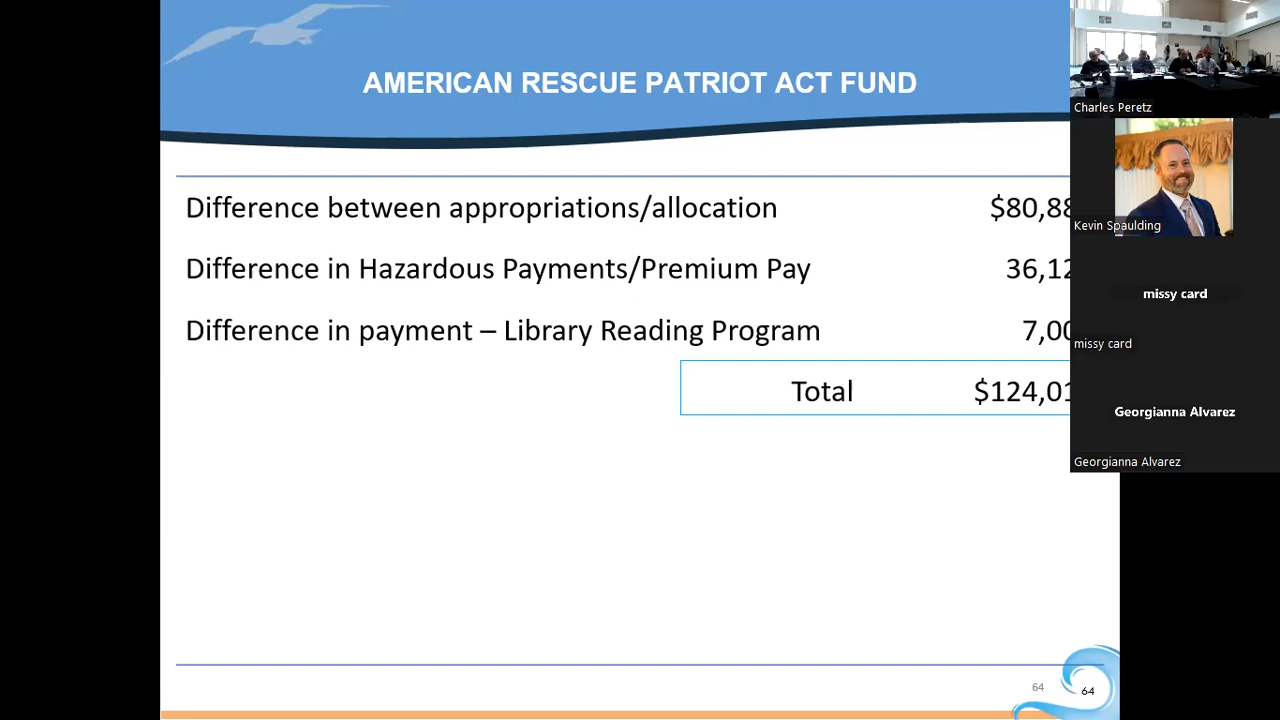 AMERICAN RESCUE PATRIOT ACT FUND
Difference between appropriations/allocation $80,88
Difference in Hazardous Payments/Premium Pay 36,12
Difference in payment – Library Reading Program 7,00
Total $124,01
64
64
Charles Peretz
Kevin Spaulding
missy card
missy card
Georgianna Alvarez
Georgianna Alvarez